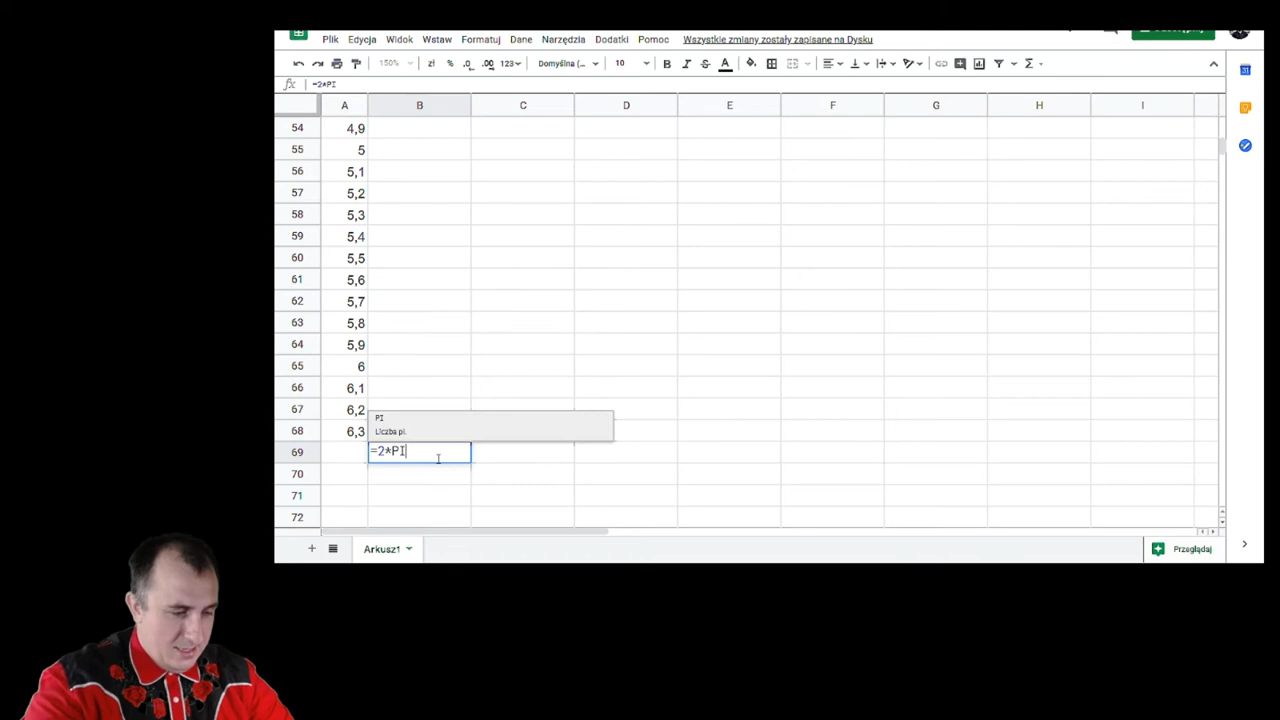 Plik Edycja Widok Wstaw Formatuj Dane Narzędzia Dodatki Pomoc Wszystkie zmiany zostały zapisane na Dysku
150% zł % .0 .00 123 Domyślna (... 10 B I S A Σ
fx =2*PI
A B C D E F G H I
54 4,9
55 5
56 5,1
57 5,2
58 5,3
59 5,4
60 5,5
61 5,6
62 5,7
63 5,8
64 5,9
65 6
66 6,1
67 6,2
PI
Liczba pi.
68 6,3
69 =2*PI
70
71
72
+ Arkusz1 Przeglądaj
31